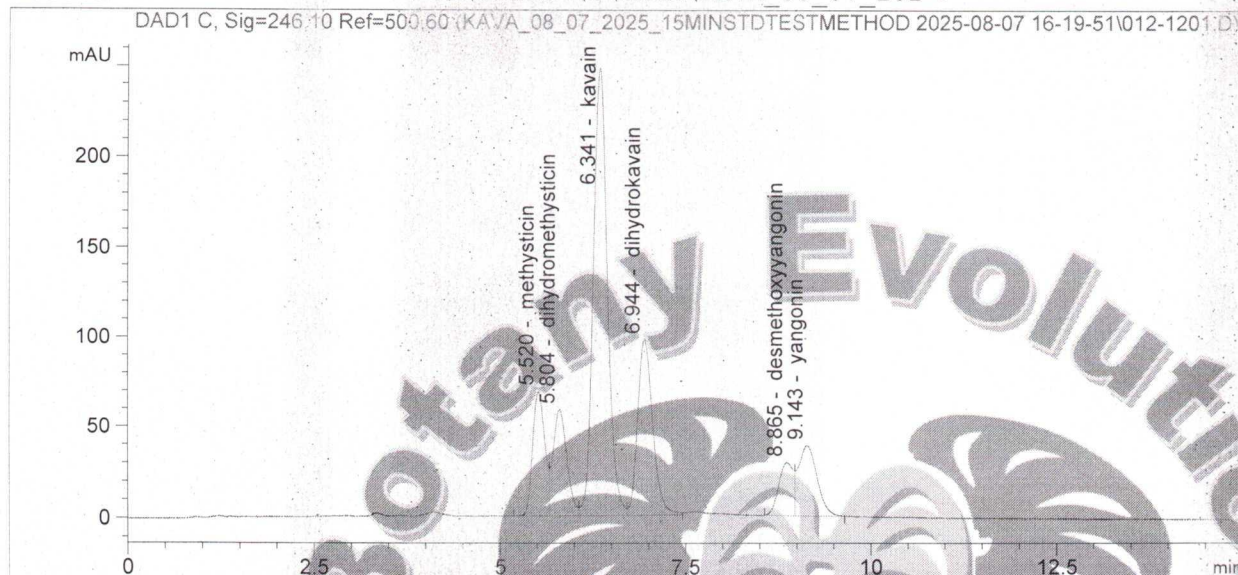 DAD1 C, Sig=246,10 Ref=500,60 (KAVA_08_07_2025_15MINSTDTESTMETHOD 2025-08-07 16-19-51\012-1201.D)
mAU
200
150
100
50
0
5.520 - methysticin
5.804 - dihydromethysticin
6.341 - kavain
6.944 - dihydrokavain
8.865 - desmethoxyyangonin
9.143 - yangonin
otany Evoluti
0 2.5 5 7.5 10 12.5 min